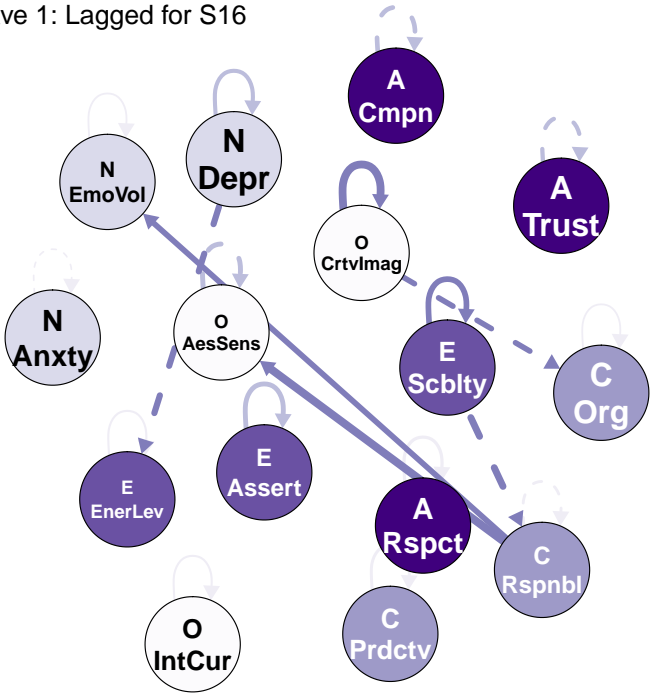 ve 1: Lagged for S16
A
Cmpn
N
Depr
N
EmoVol
A
Trust
O
CrtvImag
N
Anxty
O
AesSens
E
Scblty
C
Org
E
Assert
E
EnerLev
A
Rspct
C
Rspnbl
O
IntCur
C
Prdctv